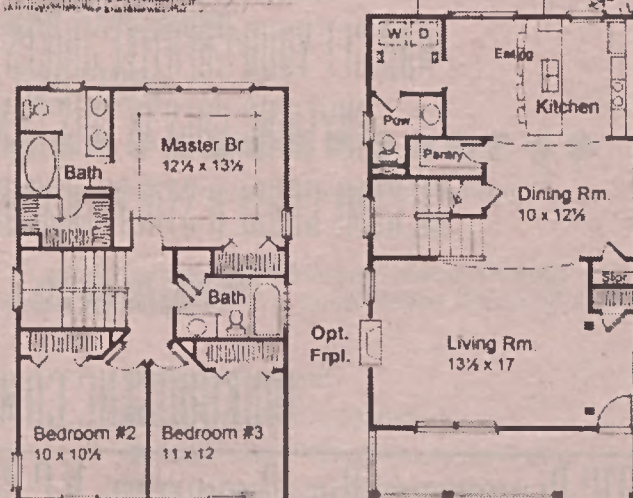 Master Br
12½ x 13½
Bath
Bath
Bedroom #2
10 x 10½
Bedroom #3
11 x 12
W D
Eating
Kitchen
Pow.
Pantry
Dining Rm.
10 x 12½
Stor
Opt.
Frpl.
Living Rm.
13½ x 17